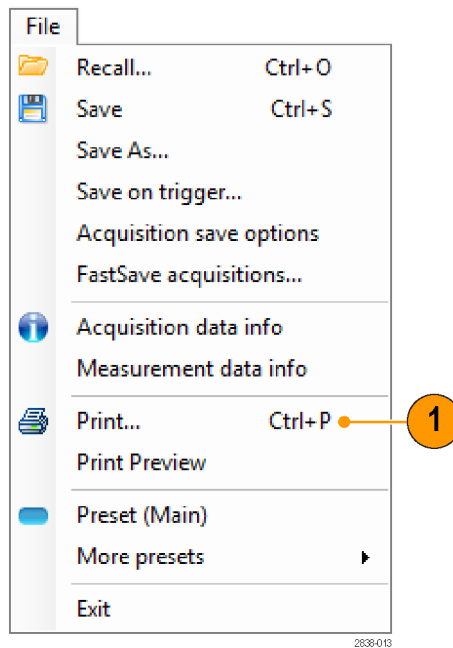 File
Recall... Ctrl+O
Save Ctrl+S
Save As...
Save on trigger...
Acquisition save options
FastSave acquisitions...
Acquisition data info
Measurement data info
Print... Ctrl+P 1
Print Preview
Preset (Main)
More presets
Exit
2838-013